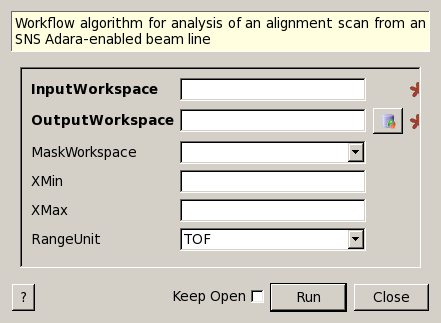 Workflow algorithm for analysis of an alignment scan from an
SNS Adara-enabled beam line
InputWorkspace
OutputWorkspace
MaskWorkspace
XMin
XMax
RangeUnit TOF
? Keep Open Run Close